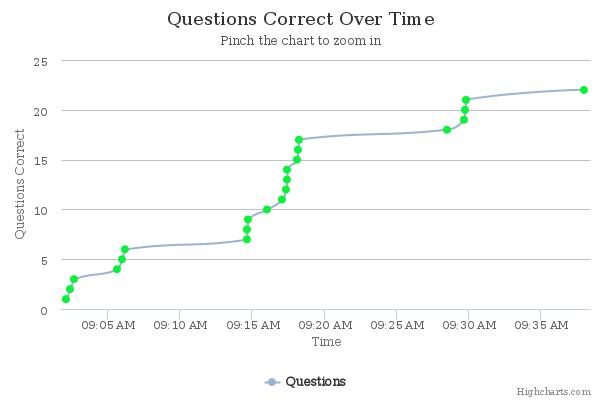 Questions Correct Over Time
Pinch the chart to zoom in
Questions Correct
25
20
15
10
5
0
09:05 AM 09:10 AM 09:15 AM 09:20 AM 09:25 AM 09:30 AM 09:35 AM
Time
Questions
Highcharts.com